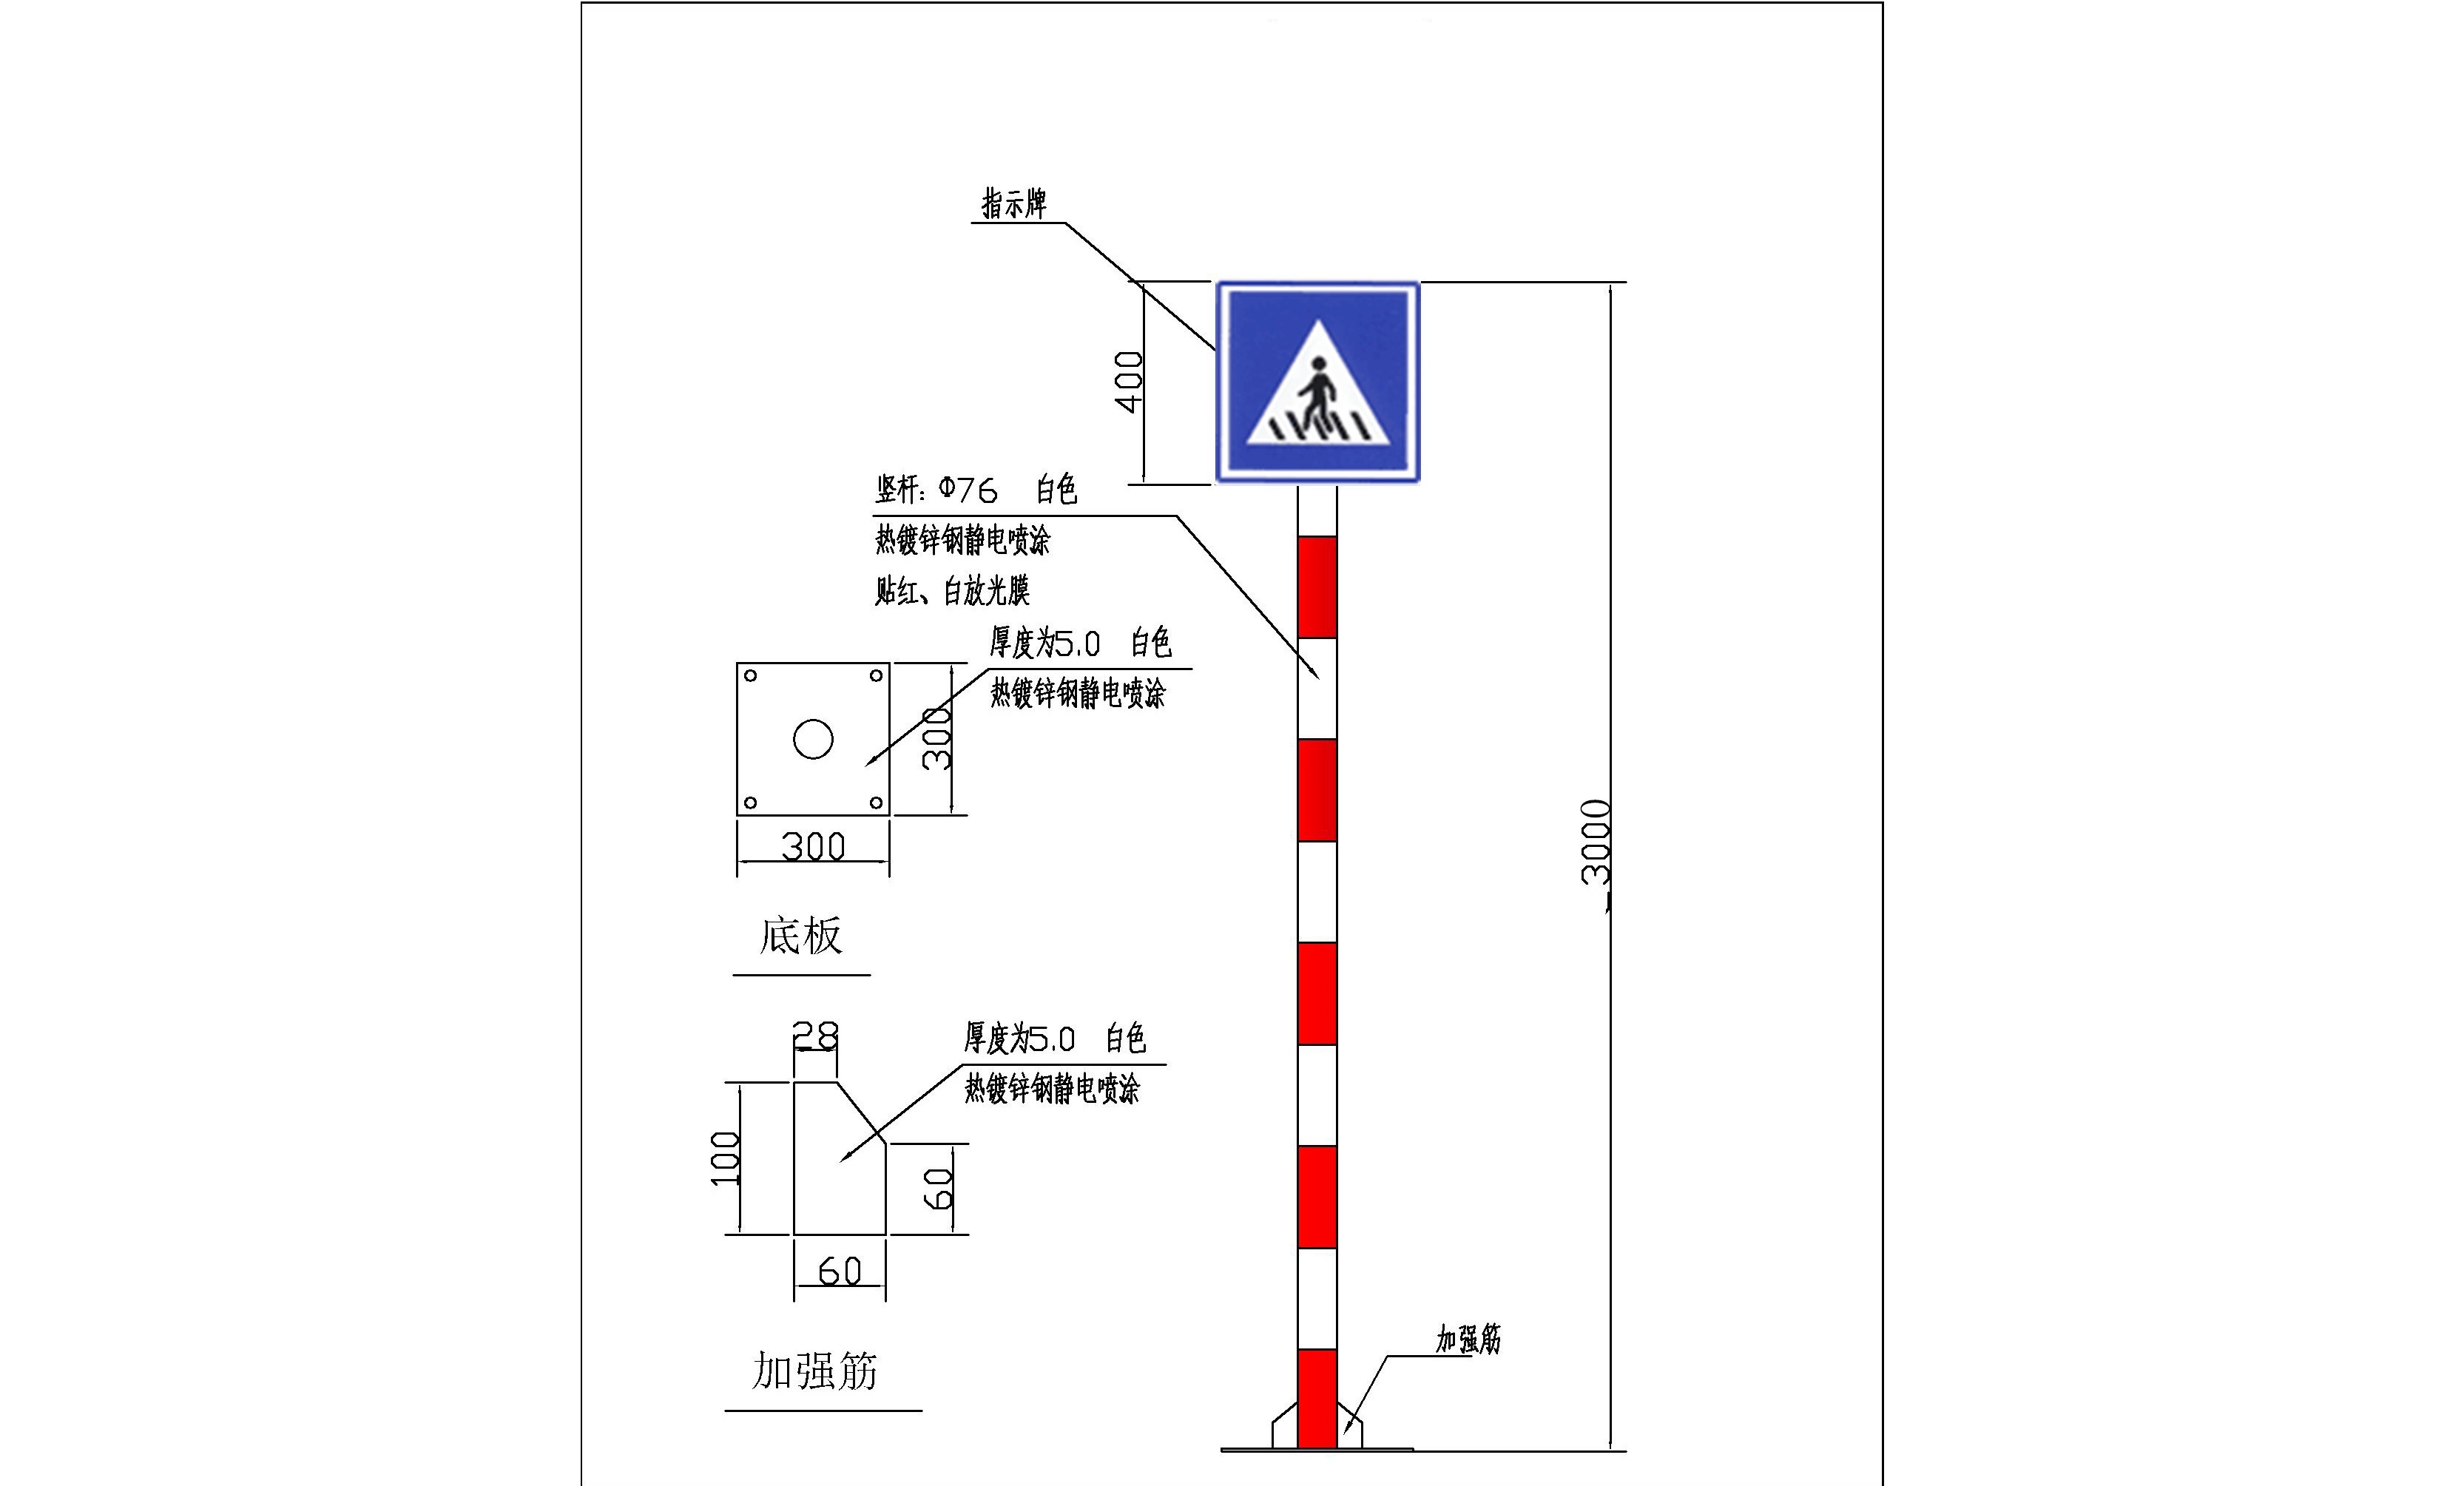 指示牌
400
竖杆：Φ76 白色
热镀锌钢静电喷涂
贴红、白放光膜
厚度为5.0 白色
热镀锌钢静电喷涂
300
300
底板
3000
28
厚度为5.0 白色
热镀锌钢静电喷涂
100
60
60
加强筋
加强筋